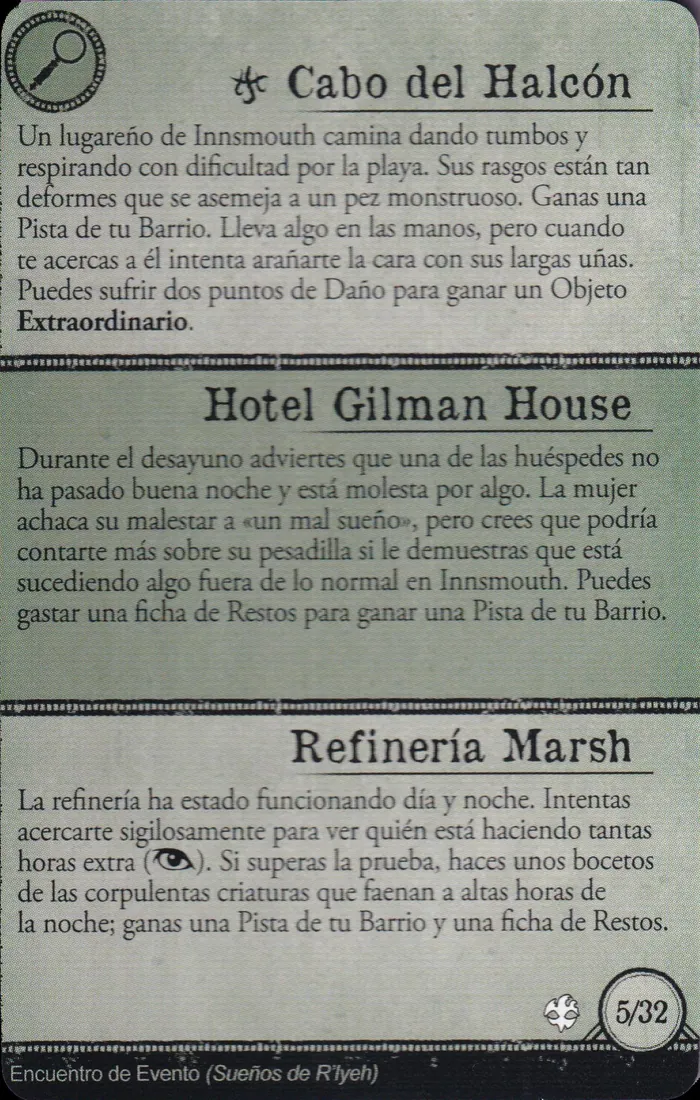 Cabo del Halcón
Un lugareño de Innsmouth camina dando tumbos y
respirando con dificultad por la playa. Sus rasgos están tan
deformes que se asemeja a un pez monstruoso. Ganas una
Pista de tu Barrio. Lleva algo en las manos, pero cuando
te acercas a él intenta arañarte la cara con sus largas uñas.
Puedes sufrir dos puntos de Daño para ganar un Objeto
Extraordinario.
Hotel Gilman House
Durante el desayuno adviertes que una de las huéspedes no
ha pasado buena noche y está molesta por algo. La mujer
achaca su malestar a «un mal sueño», pero crees que podría
contarte más sobre su pesadilla si le demuestras que está
sucediendo algo fuera de lo normal en Innsmouth. Puedes
gastar una ficha de Restos para ganar una Pista de tu Barrio.
Refinería Marsh
La refinería ha estado funcionando día y noche. Intentas
acercarte sigilosamente para ver quién está haciendo tantas
horas extra (). Si superas la prueba, haces unos bocetos
de las corpulentas criaturas que faenan a altas horas de
la noche; ganas una Pista de tu Barrio y una ficha de Restos.
5/32
Encuentro de Evento (Sueños de R'lyeh)